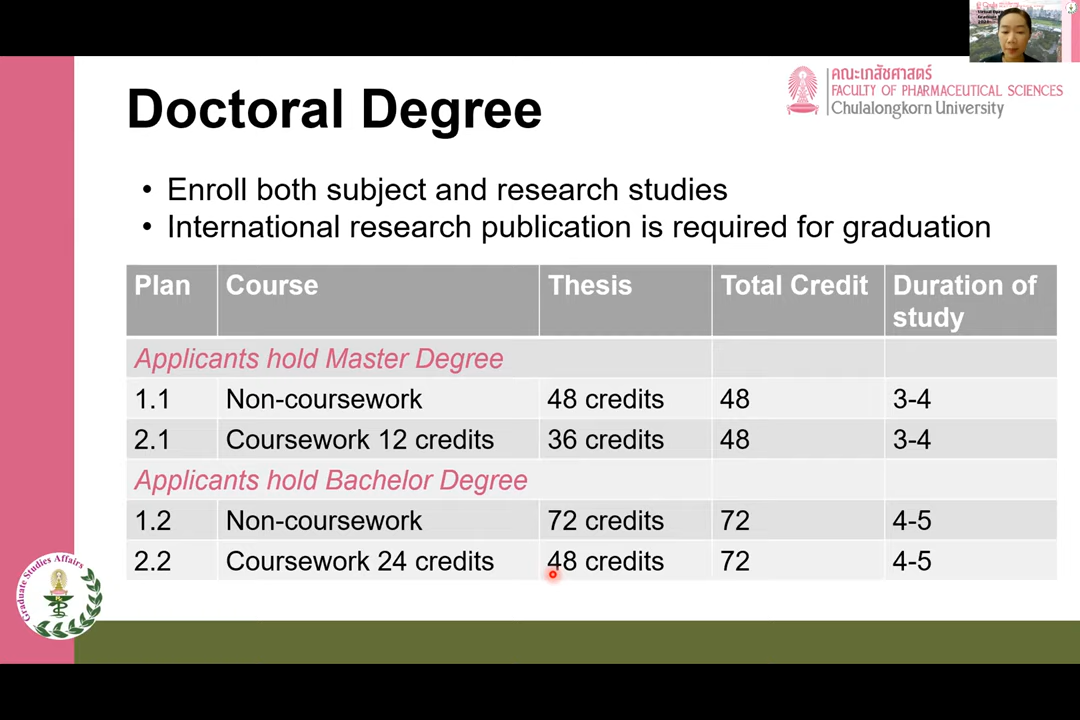 คณะเภสัชศาสตร์
FACULTY OF PHARMACEUTICAL SCIENCES
Chulalongkorn University
Doctoral Degree
• Enroll both subject and research studies
• International research publication is required for graduation
Plan Course Thesis Total Credit Duration of study
Applicants hold Master Degree
1.1 Non-coursework 48 credits 48 3-4
2.1 Coursework 12 credits 36 credits 48 3-4
Applicants hold Bachelor Degree
1.2 Non-coursework 72 credits 72 4-5
2.2 Coursework 24 credits 48 credits 72 4-5
Graduate Studies Affairs